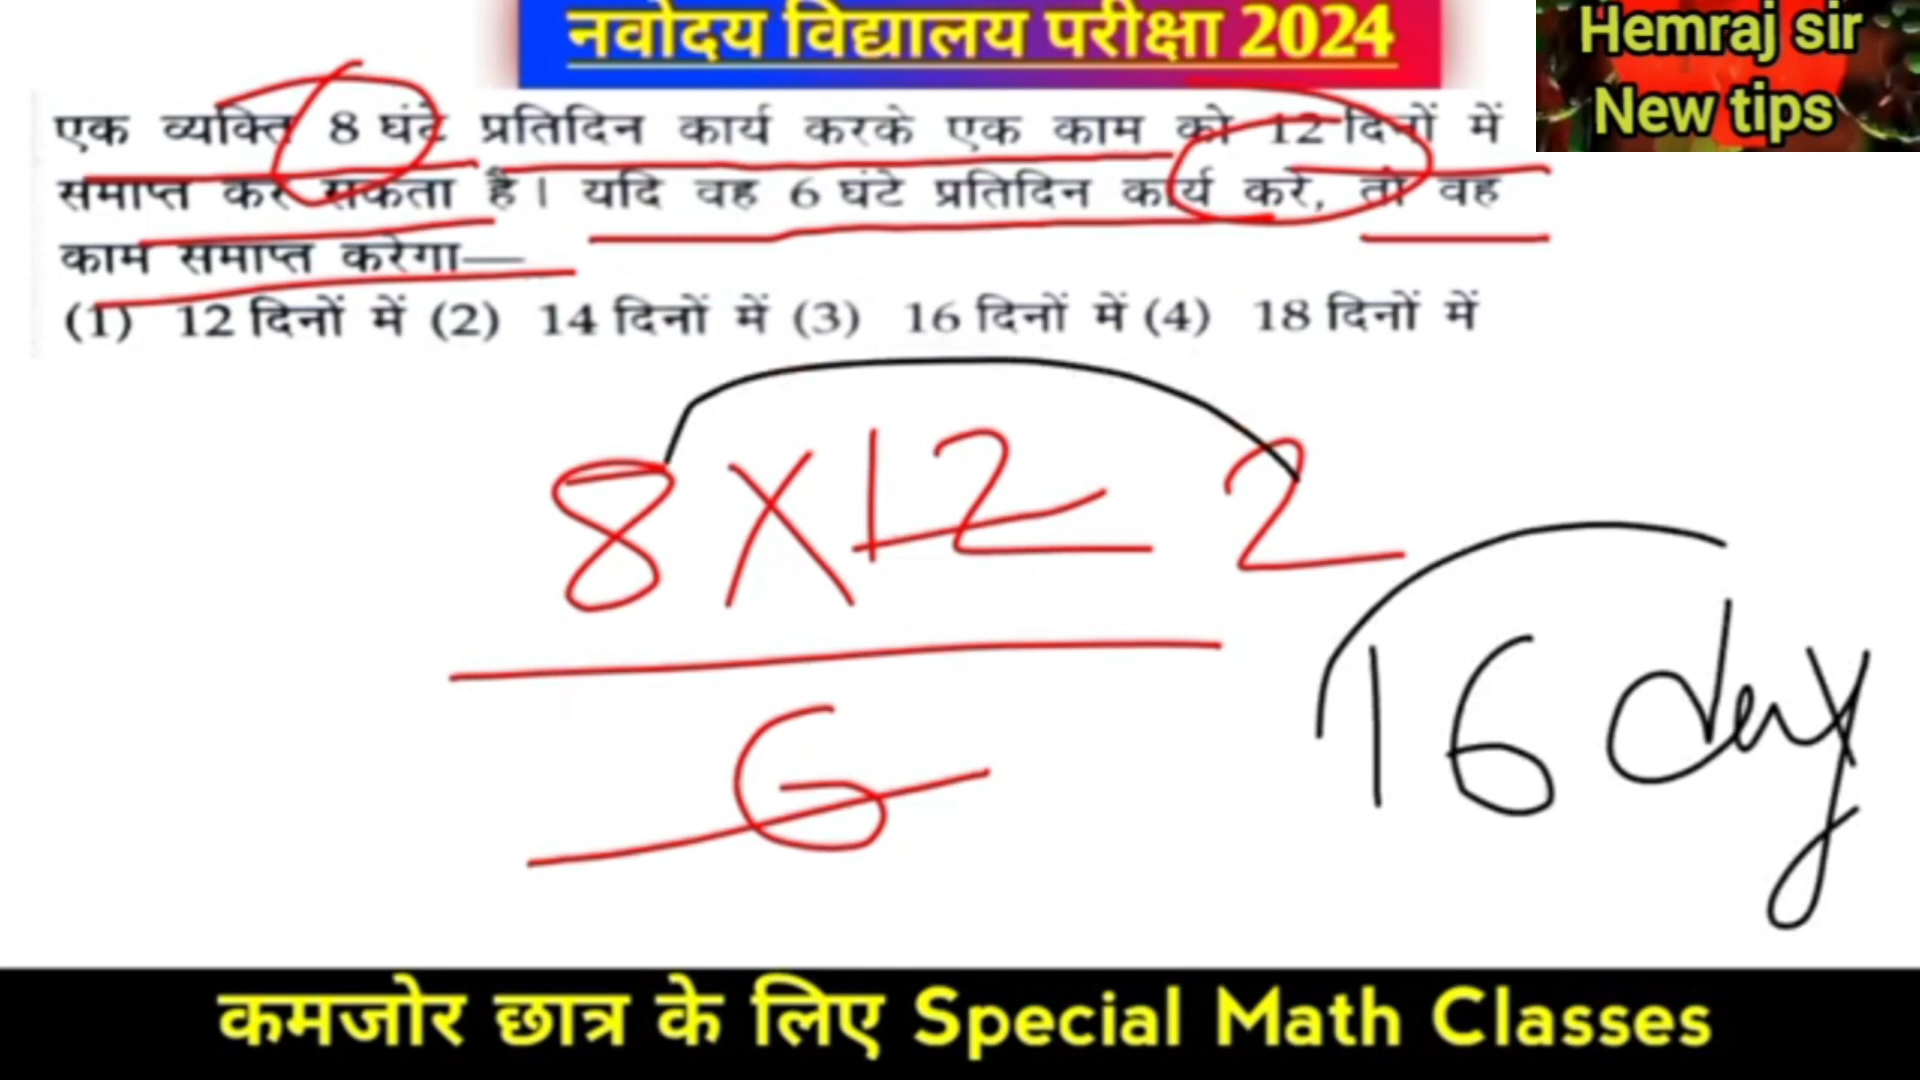 नवोदय विद्यालय परीक्षा 2024
Hemraj sir
New tips
एक व्यक्ति 8 घंटे प्रतिदिन कार्य करके एक काम को 12 दिनों में
समाप्त कर सकता है। यदि वह 6 घंटे प्रतिदिन कार्य करे, तो वह
काम समाप्त करेगा—
(1) 12 दिनों में (2) 14 दिनों में (3) 16 दिनों में (4) 18 दिनों में
8 X 12 2
6
16 day
कमजोर छात्र के लिए Special Math Classes